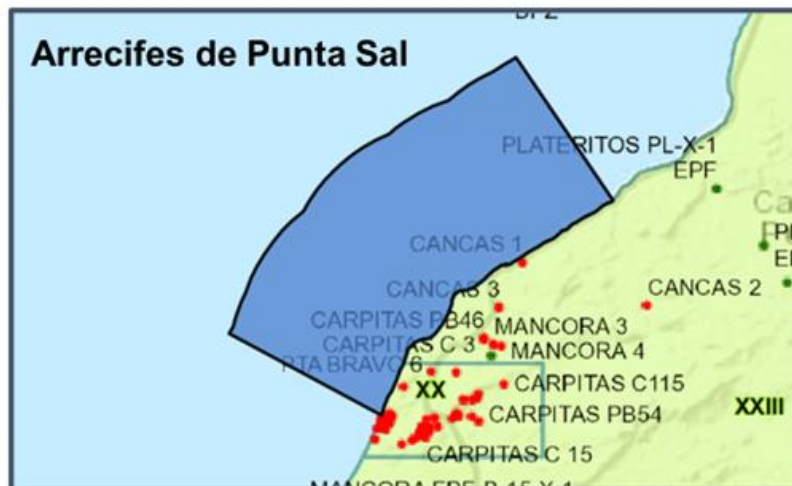 Arrecifes de Punta Sal
PLATERITOS PL-X-1
EPF
CANCAS 1
CANCAS 3
CANCAS 2
CARPITAS PB46
MANCORA 3
CARPITAS C 3
MANCORA 4
PTA BRAVO 6
CARPITAS C115
XX
CARPITAS PB54
XXIII
CARPITAS C 15